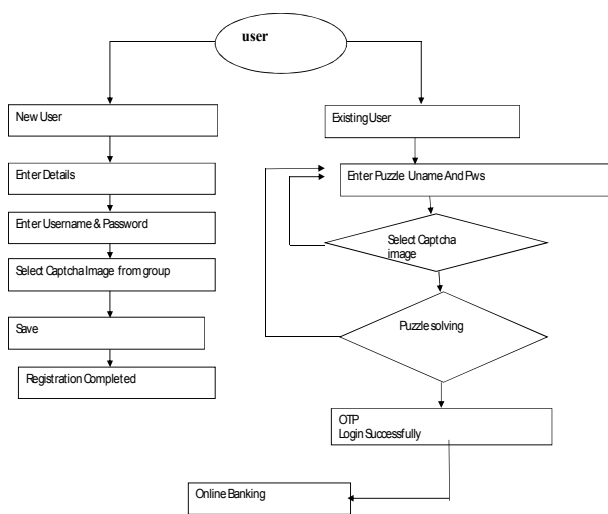 user
New User
Enter Details
Enter Username & Password
Select Captcha Image from group
Save
Registration Completed
Existing User
Enter Puzzle Uname And Pws
Select Captcha
image
Puzzle solving
OTP
Login Successfully
Online Banking